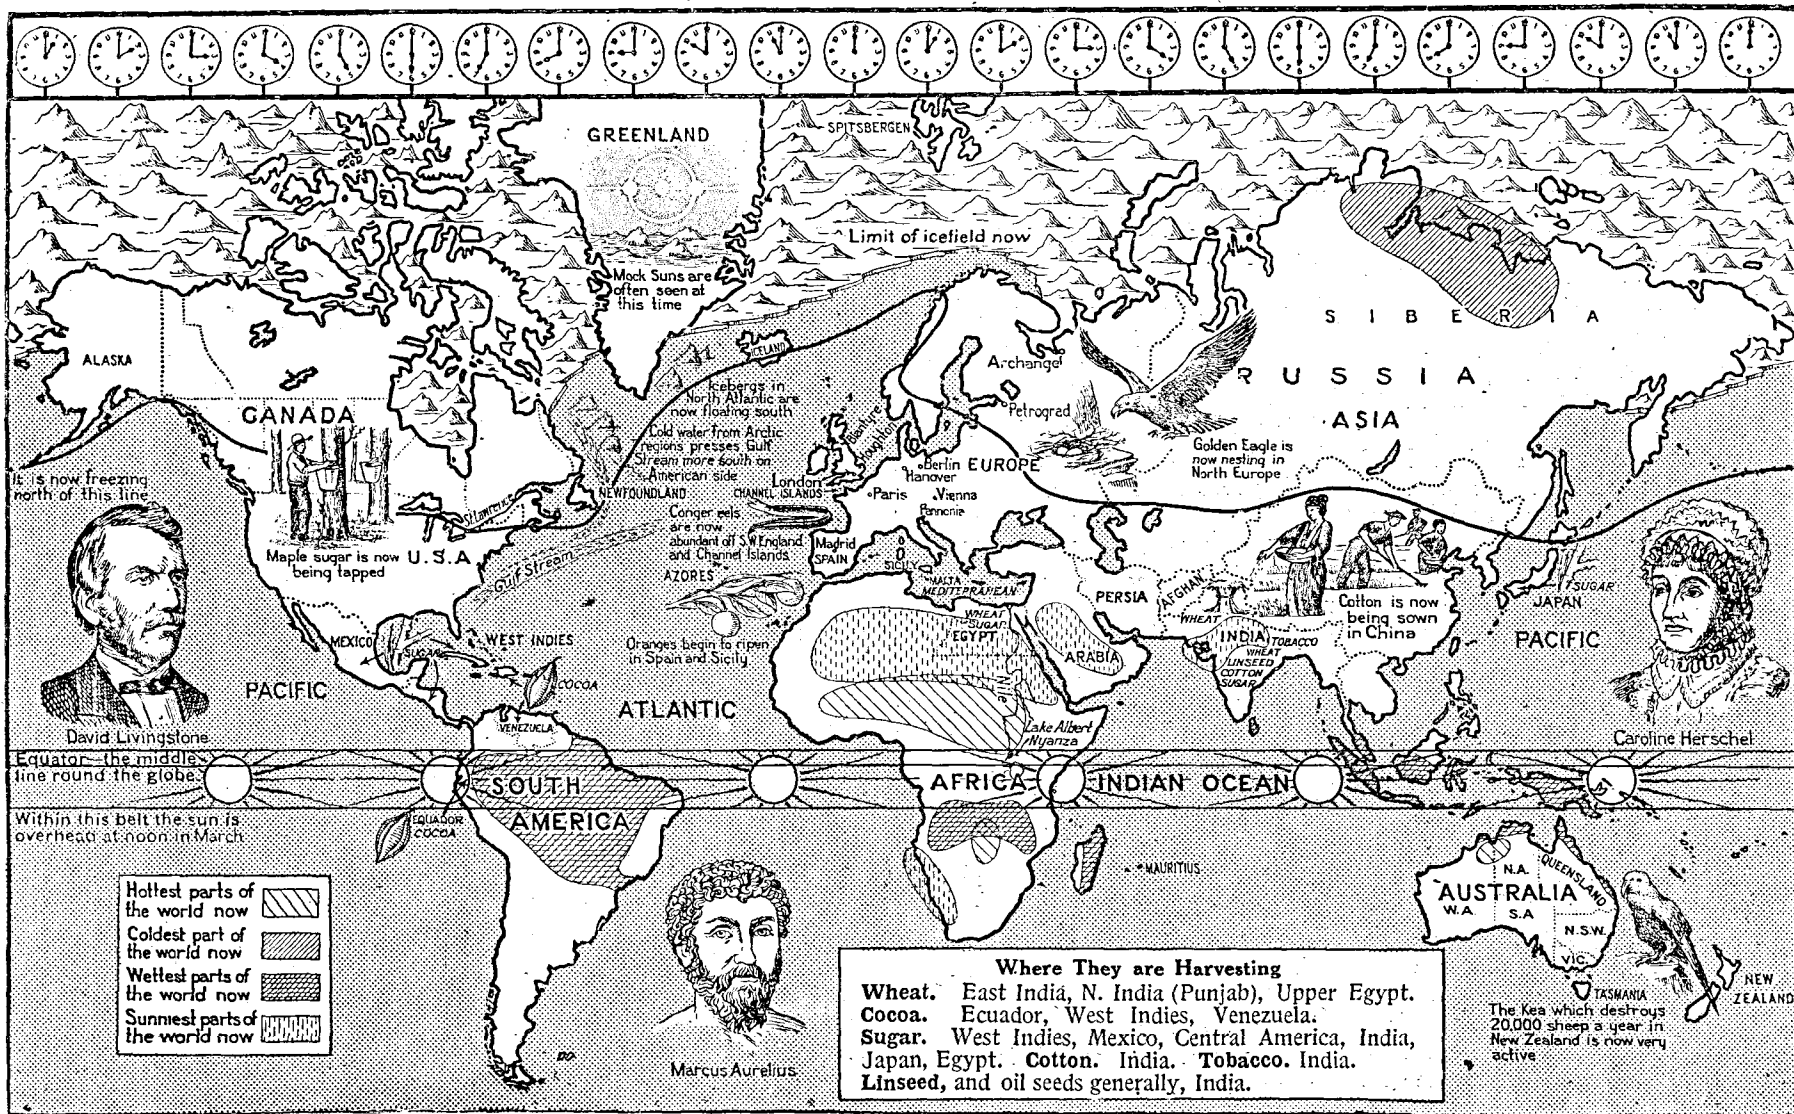 GREENLAND
SPITSBERGEN
Limit of icefield now
Mock Suns are
often seen at
this time
ICELAND
ALASKA
CANADA
SIBERIA
RUSSIA
ASIA
Archangel
Petrograd
Golden Eagle is
now nesting in
North Europe
Icebergs in
North Atlantic are
now floating south
Cold water from Arctic
regions presses Gulf
Stream more south on
American side
It is now freezing
north of this line
Maple sugar is now
being tapped
U.S.A
St Lawrence
NEWFOUNDLAND
Gulf Stream
London
CHANNEL ISLANDS
Houghton
Berlin
Hanover
EUROPE
Paris
Vienna
Pannonia
Conger eels
are now
abundant off S.W England
and Channel Islands
Madrid
SPAIN
SICILY
MALTA
MEDITERRANEAN
AZORES
Oranges begin to ripen
in Spain and Sicily
MEXICO
SUGAR
WEST INDIES
COCOA
VENEZUELA
PACIFIC
ATLANTIC
WHEAT
SUGAR
EGYPT
NILE
ARABIA
PERSIA
AFGHAN
WHEAT
INDIA
TOBACCO
WHEAT
LINSEED
COTTON
SUGAR
Cotton is now
being sown
in China
SUGAR
JAPAN
PACIFIC
Lake Albert
Nyanza
David Livingstone
Caroline Herschel
Equator—the middle
line round the globe
Within this belt the sun is
overhead at noon in March
SOUTH
AMERICA
EQUADOR
COCOA
AFRICA
INDIAN OCEAN
MAURITIUS
N.A.
QUEENSLAND
AUSTRALIA
W.A
S.A
N.S.W.
VIC.
TASMANIA
NEW
ZEALAND
The Kea which destroys
20,000 sheep a year in
New Zealand is now very
active
Marcus Aurelius
Hottest parts of
the world now
Coldest part of
the world now
Wettest parts of
the world now
Sunniest parts of
the world now
Where They are Harvesting
Wheat. East India, N. India (Punjab), Upper Egypt.
Cocoa. Ecuador, West Indies, Venezuela.
Sugar. West Indies, Mexico, Central America, India,
Japan, Egypt. Cotton. India. Tobacco. India.
Linseed, and oil seeds generally, India.